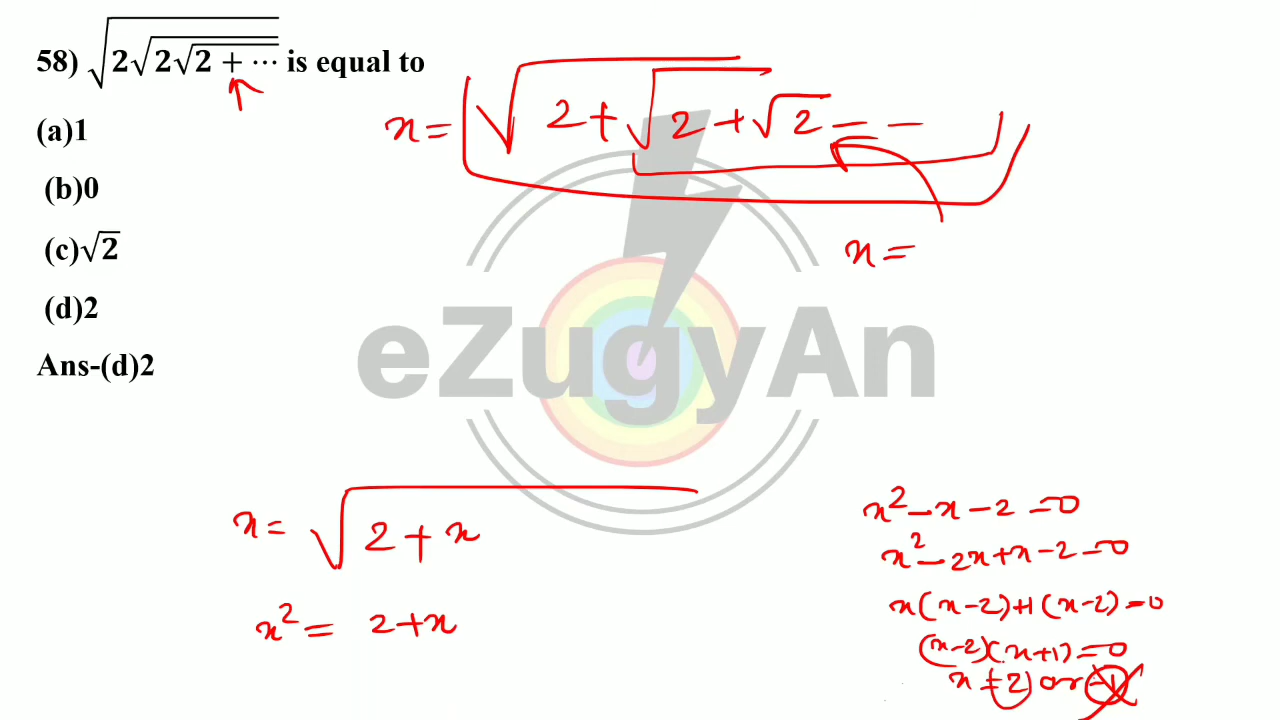 58) √2√2√2 + ⋯ is equal to
(a)1
(b)0
(c)√2
(d)2
Ans-(d)2
x = √2 + √2 + √2 – –
x =
eZugyAn
x = √2 + x
x² = 2+x
x² – x – 2 = 0
x² – 2x + x – 2 = 0
x(x–2)+1(x–2) = 0
(x–2)(x+1) = 0
x = 2 or –1